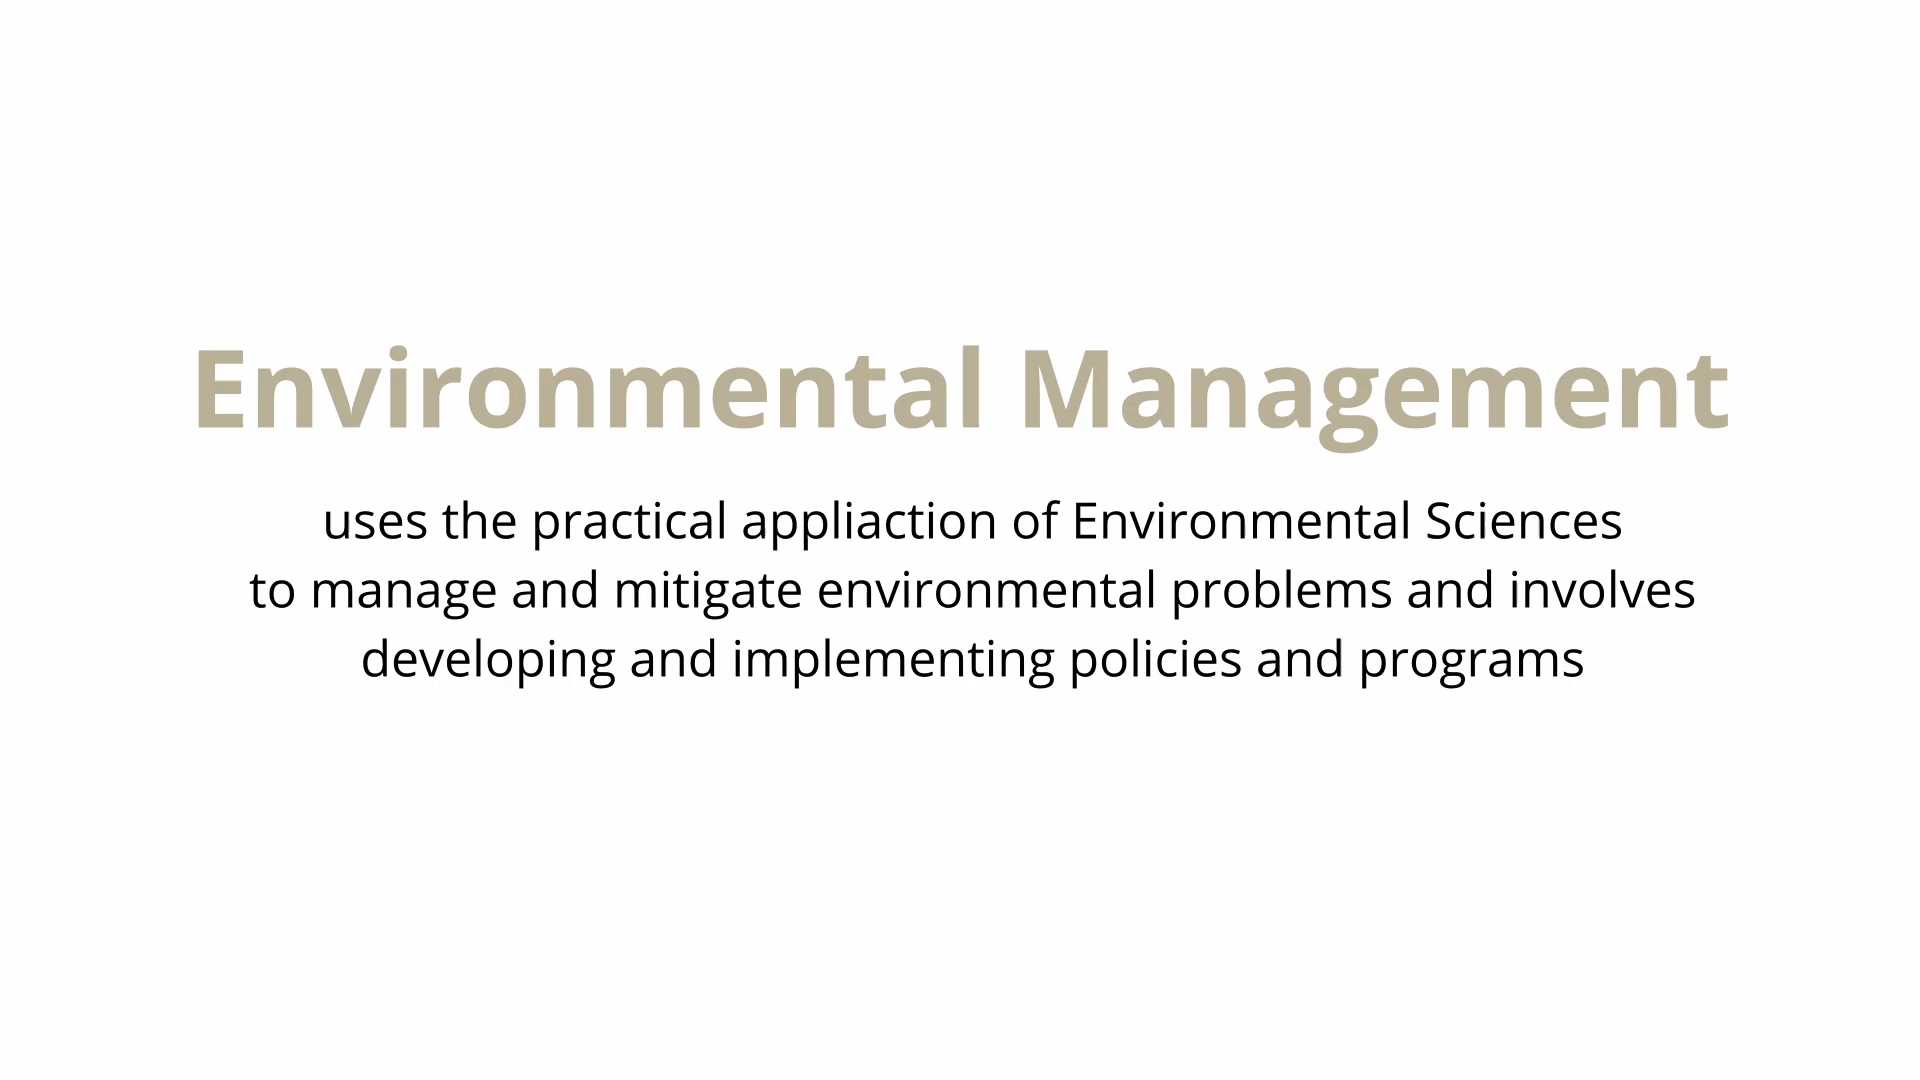 Environmental Management
uses the practical appliaction of Environmental Sciences
to manage and mitigate environmental problems and involves
developing and implementing policies and programs